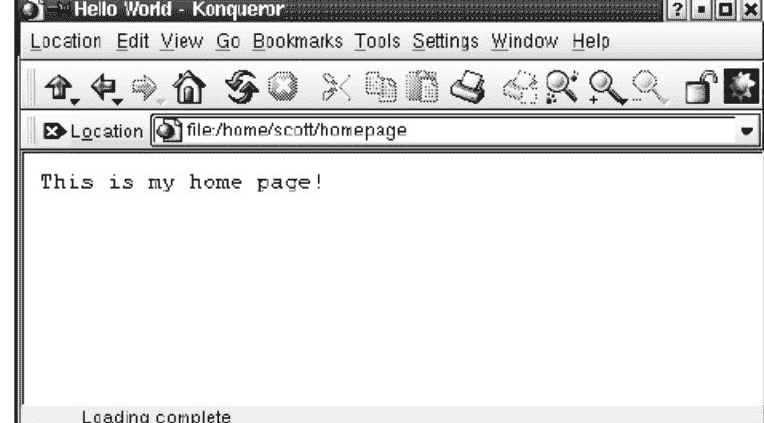 Hello World - Konqueror
Location Edit View Go Bookmarks Tools Settings Window Help
Location file:/home/scott/homepage
This is my home page!
Loading complete